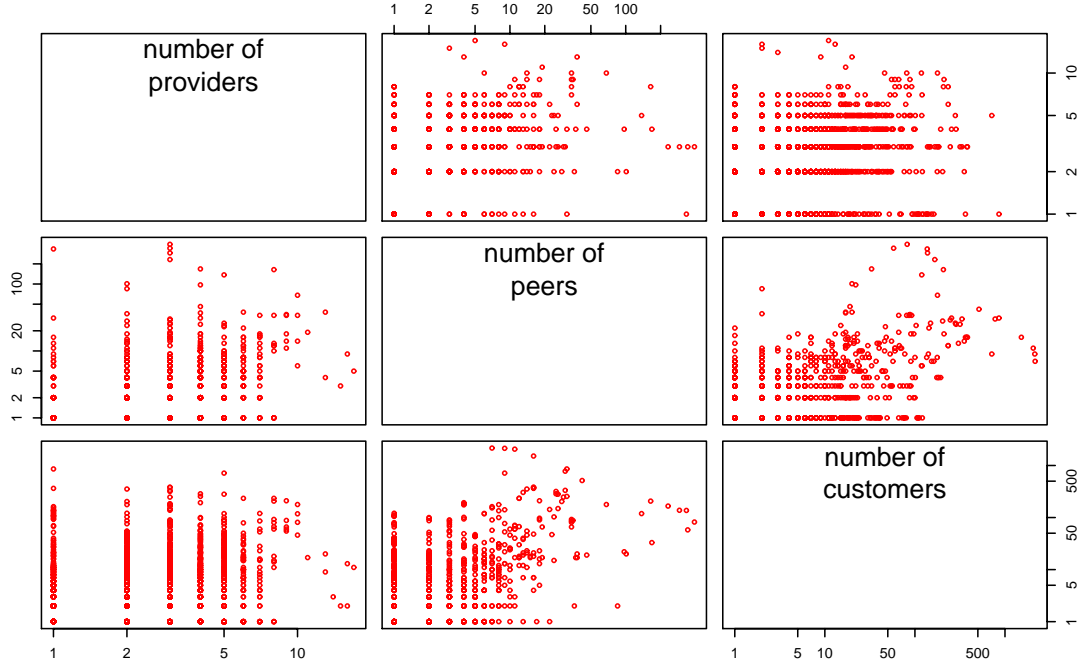 1 2 5 10 20 50 100
number of
providers
1 2 5 10
1 2 5 20 100
number of
peers
number of
customers
1 5 50 500
1 2 5 10
1 5 10 50 500